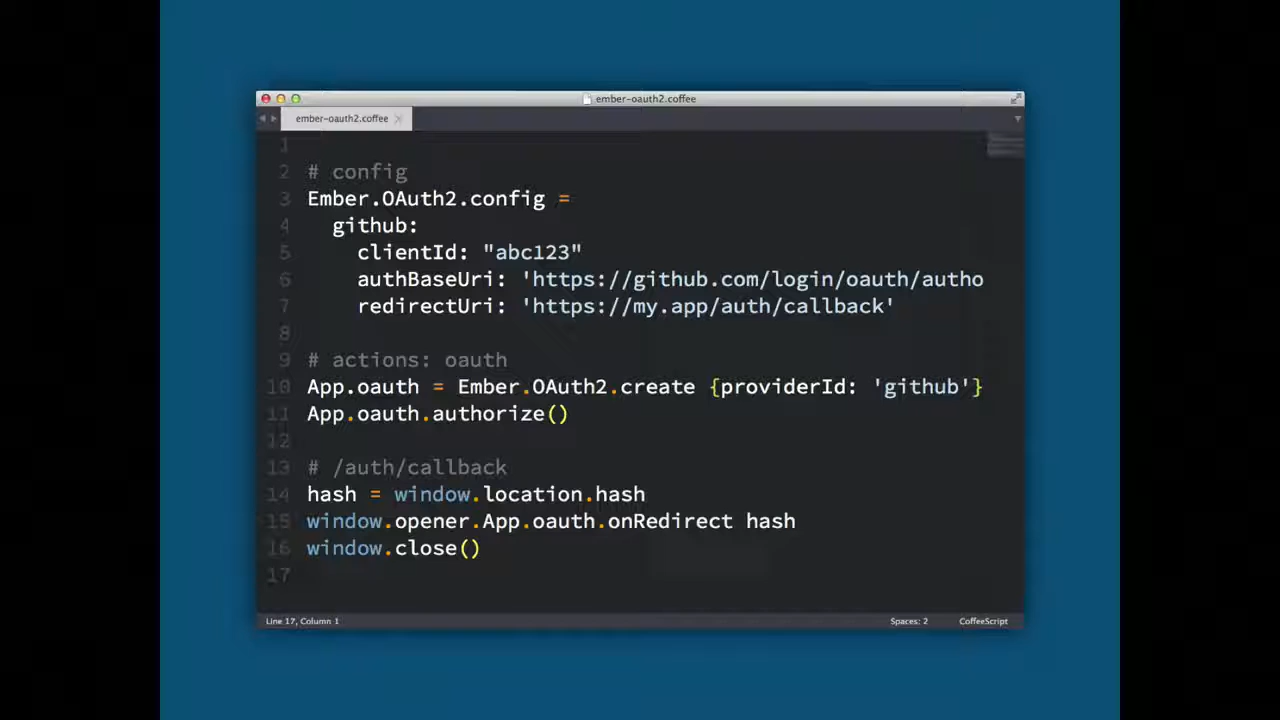 ember-oauth2.coffee
ember-oauth2.coffee
1
2 # config
3 Ember.OAuth2.config =
4   github:
5     clientId: "abc123"
6     authBaseUri: 'https://github.com/login/oauth/autho
7     redirectUri: 'https://my.app/auth/callback'
8
9 # actions: oauth
10 App.oauth = Ember.OAuth2.create {providerId: 'github'}
11 App.oauth.authorize()
12
13 # /auth/callback
14 hash = window.location.hash
15 window.opener.App.oauth.onRedirect hash
16 window.close()
17
Line 17, Column 1 Spaces: 2 CoffeeScript